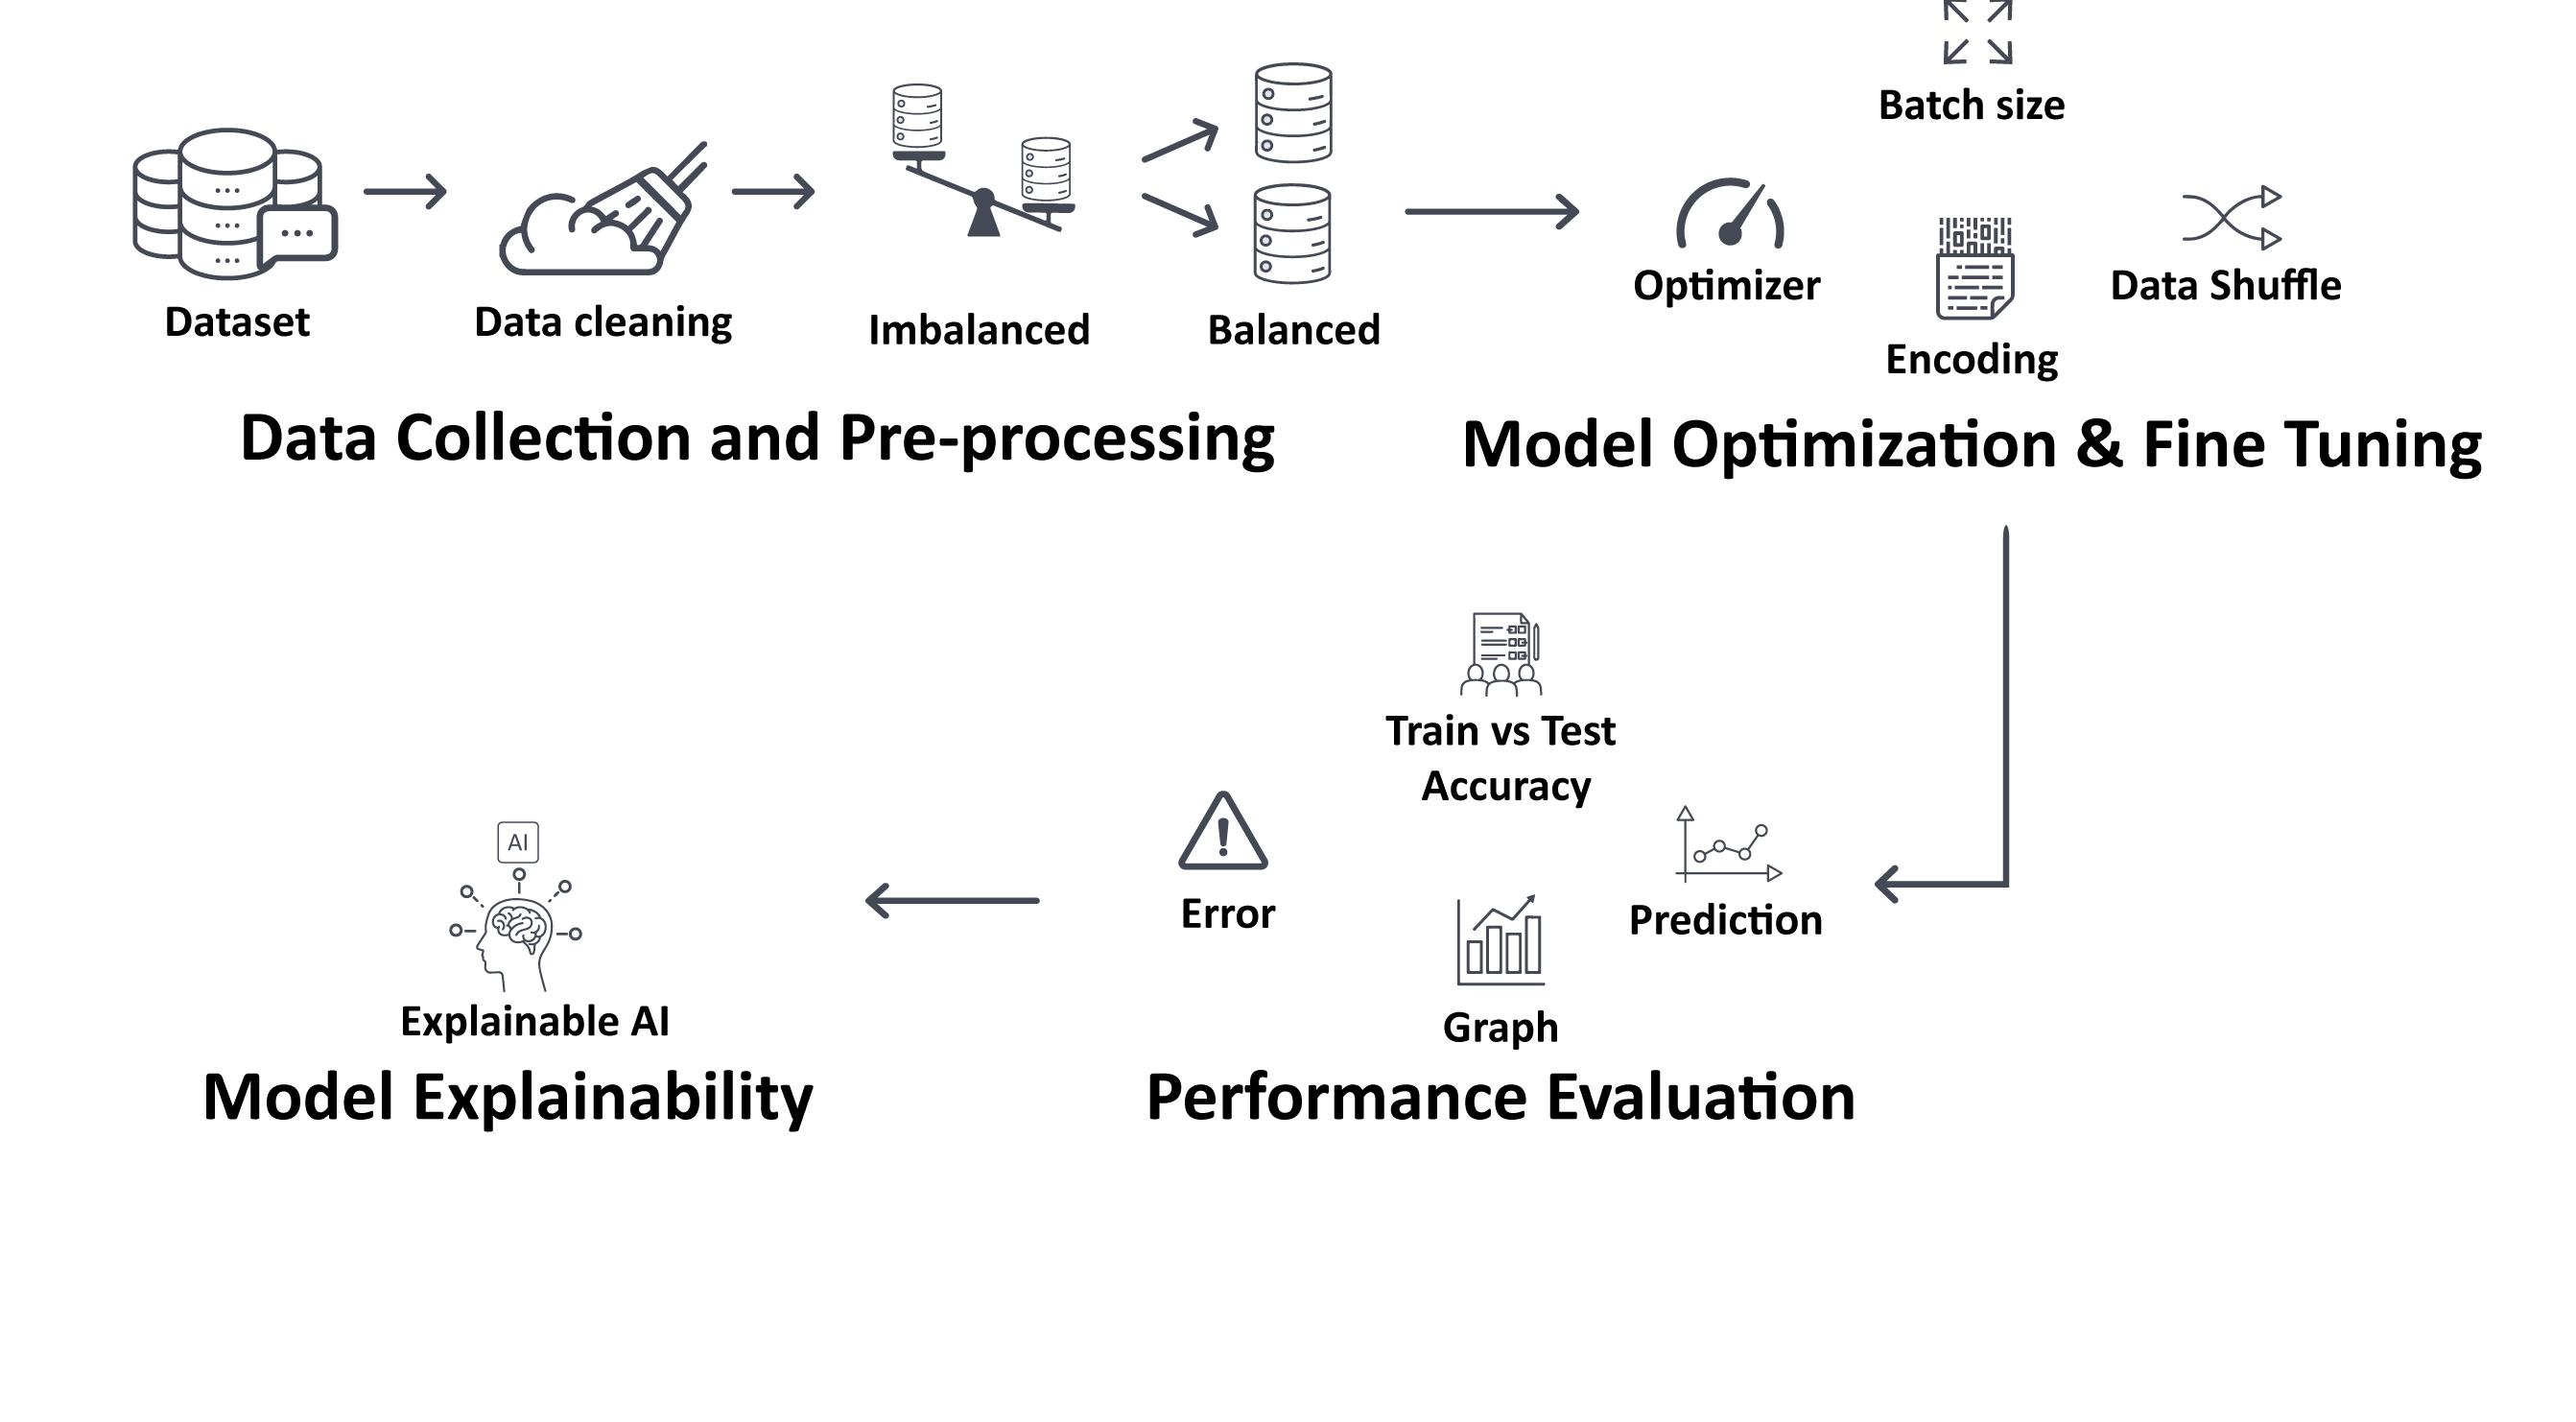 Batch size
Dataset
Data cleaning
Imbalanced
Balanced
Optimizer
Encoding
Data Shuffle
Data Collection and Pre-processing
Model Optimization & Fine Tuning
Train vs Test
Accuracy
Error
Prediction
Graph
Performance Evaluation
AI
Explainable AI
Model Explainability